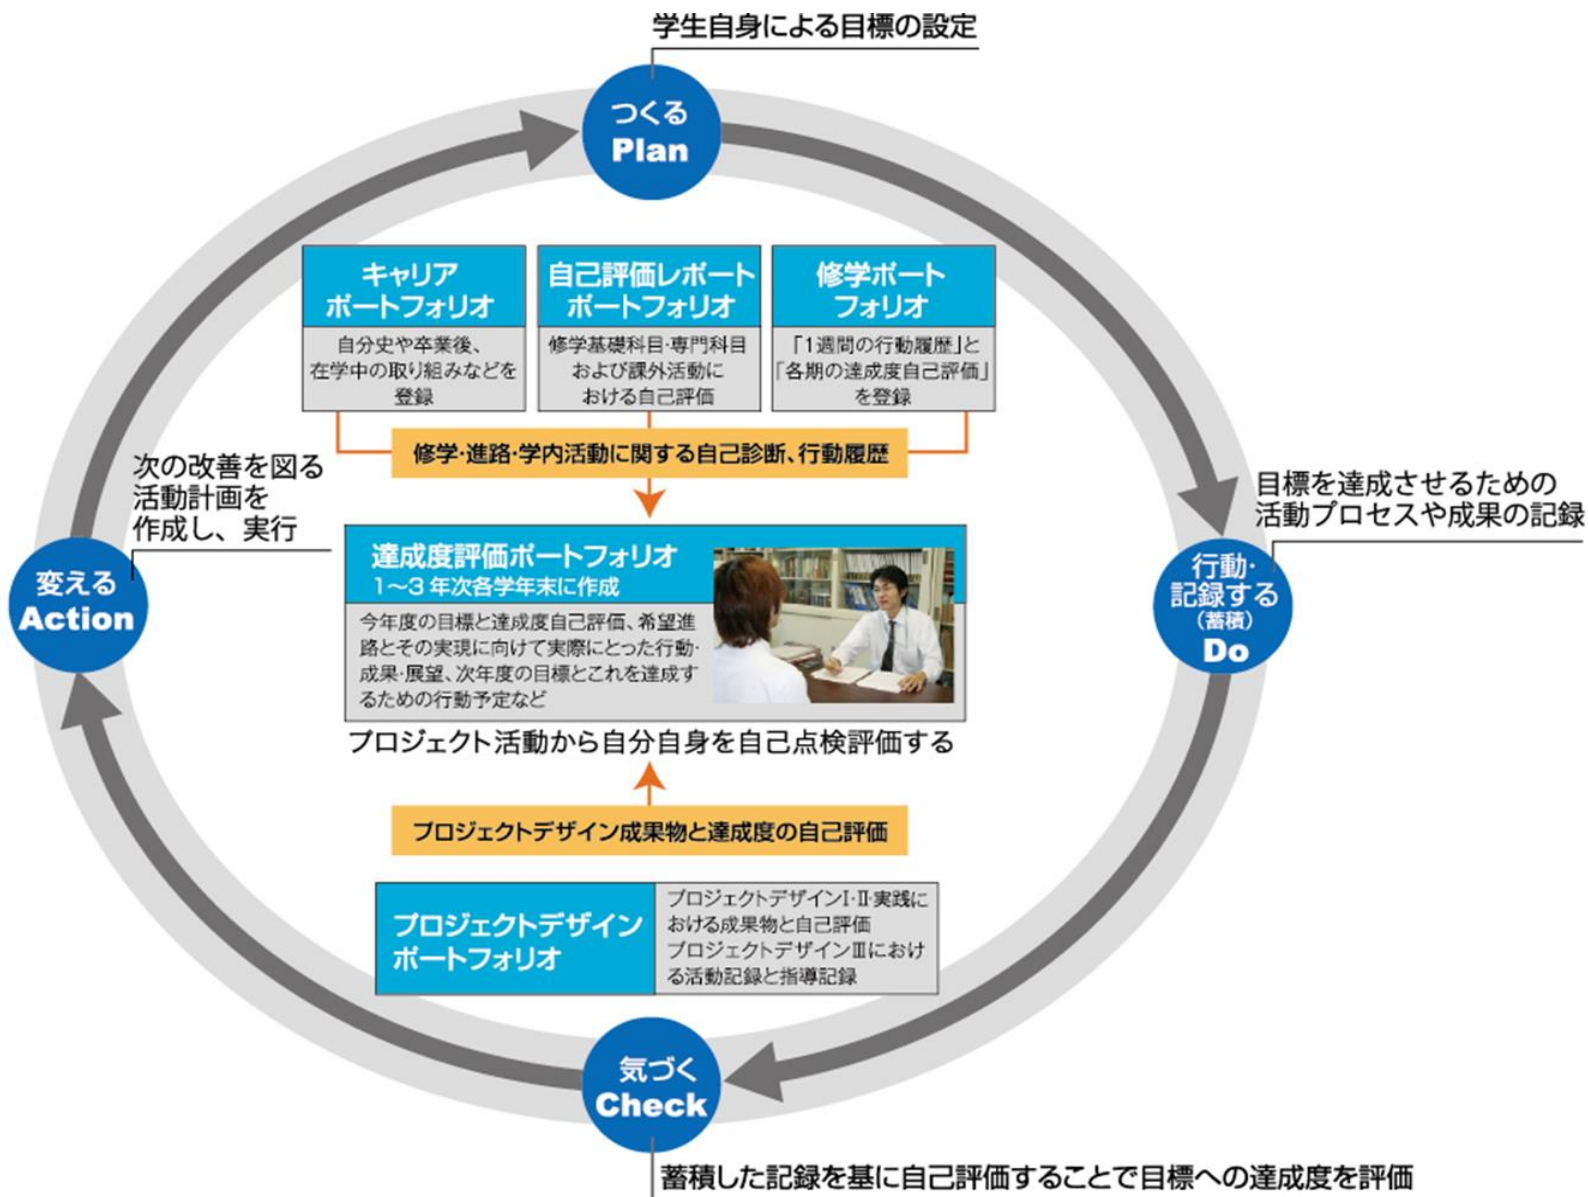 学生自身による目標の設定
つくる
Plan
キャリア
ポートフォリオ
自分史や卒業後、
在学中の取り組みなどを
登録
自己評価レポート
ポートフォリオ
修学基礎科目・専門科目
および課外活動に
おける自己評価
修学ポート
フォリオ
「1週間の行動履歴」と
「各期の達成度自己評価」
を登録
修学・進路・学内活動に関する自己診断、行動履歴
次の改善を図る
活動計画を
作成し、実行
変える
Action
目標を達成させるための
活動プロセスや成果の記録
行動・
記録する
（蓄積）
Do
達成度評価ポートフォリオ
1～3年次各学年末に作成
今年度の目標と達成度自己評価、希望進
路とその実現に向けて実際にとった行動・
成果・展望、次年度の目標とこれを達成す
るための行動予定など
プロジェクト活動から自分自身を自己点検評価する
プロジェクトデザイン成果物と達成度の自己評価
プロジェクトデザイン
ポートフォリオ
プロジェクトデザインⅠ・Ⅱ・実践に
おける成果物と自己評価
プロジェクトデザインⅢにおけ
る活動記録と指導記録
気づく
Check
蓄積した記録を基に自己評価することで目標への達成度を評価